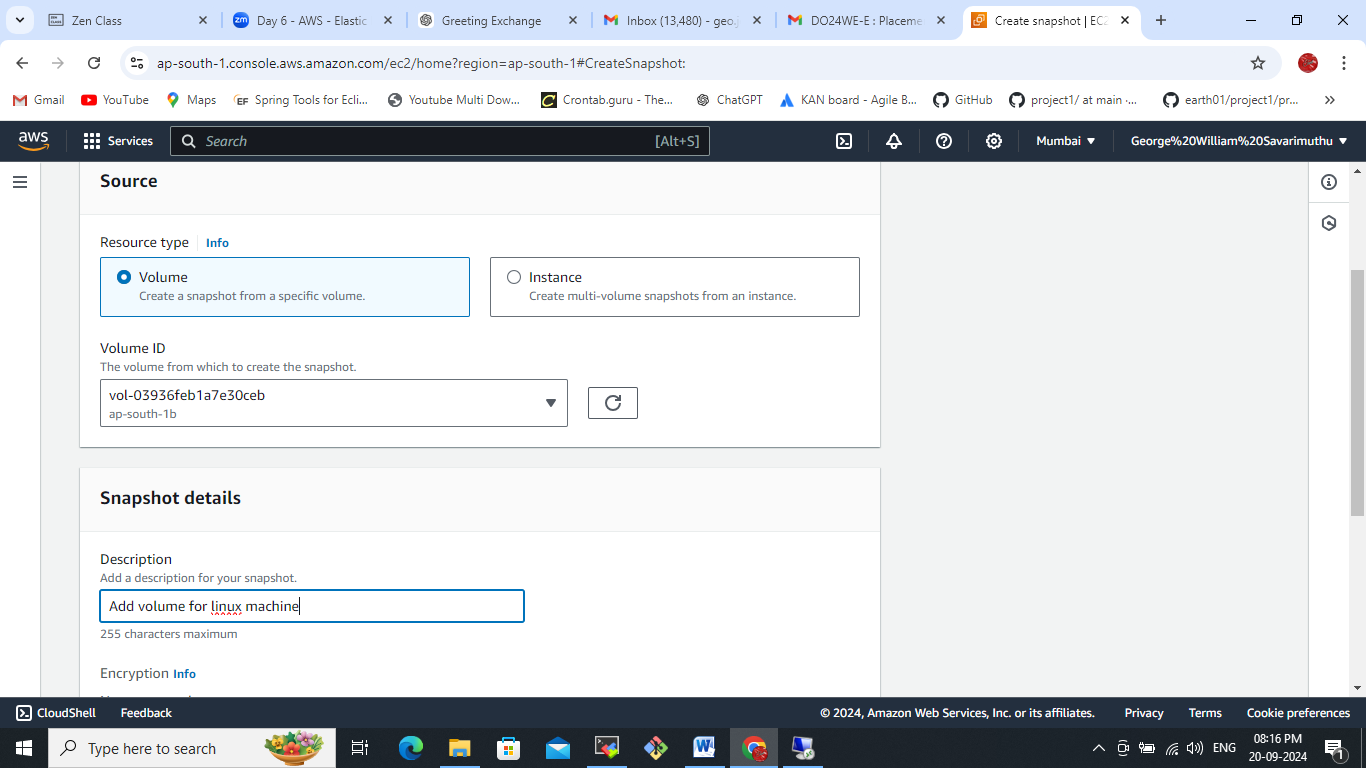 Zen Class
Day 6 - AWS - Elastic
Greeting Exchange
Inbox (13,480) - geo.j
DO24WE-E : Placeme
Create snapshot | EC2
ap-south-1.console.aws.amazon.com/ec2/home?region=ap-south-1#CreateSnapshot:
Gmail
YouTube
Maps
Spring Tools for Ecli...
Youtube Multi Dow...
Crontab.guru - The...
ChatGPT
KAN board - Agile B...
GitHub
project1/ at main ·...
earth01/project1/pr...
aws
Services
Search
[Alt+S]
Mumbai
George%20William%20Savarimuthu
Source
Resource type
Info
Volume
Create a snapshot from a specific volume.
Instance
Create multi-volume snapshots from an instance.
Volume ID
The volume from which to create the snapshot.
vol-03936feb1a7e30ceb
ap-south-1b
Snapshot details
Description
Add a description for your snapshot.
Add volume for linux machine
255 characters maximum
Encryption Info
CloudShell
Feedback
© 2024, Amazon Web Services, Inc. or its affiliates.
Privacy
Terms
Cookie preferences
Type here to search
ENG
08:16 PM
20-09-2024
1